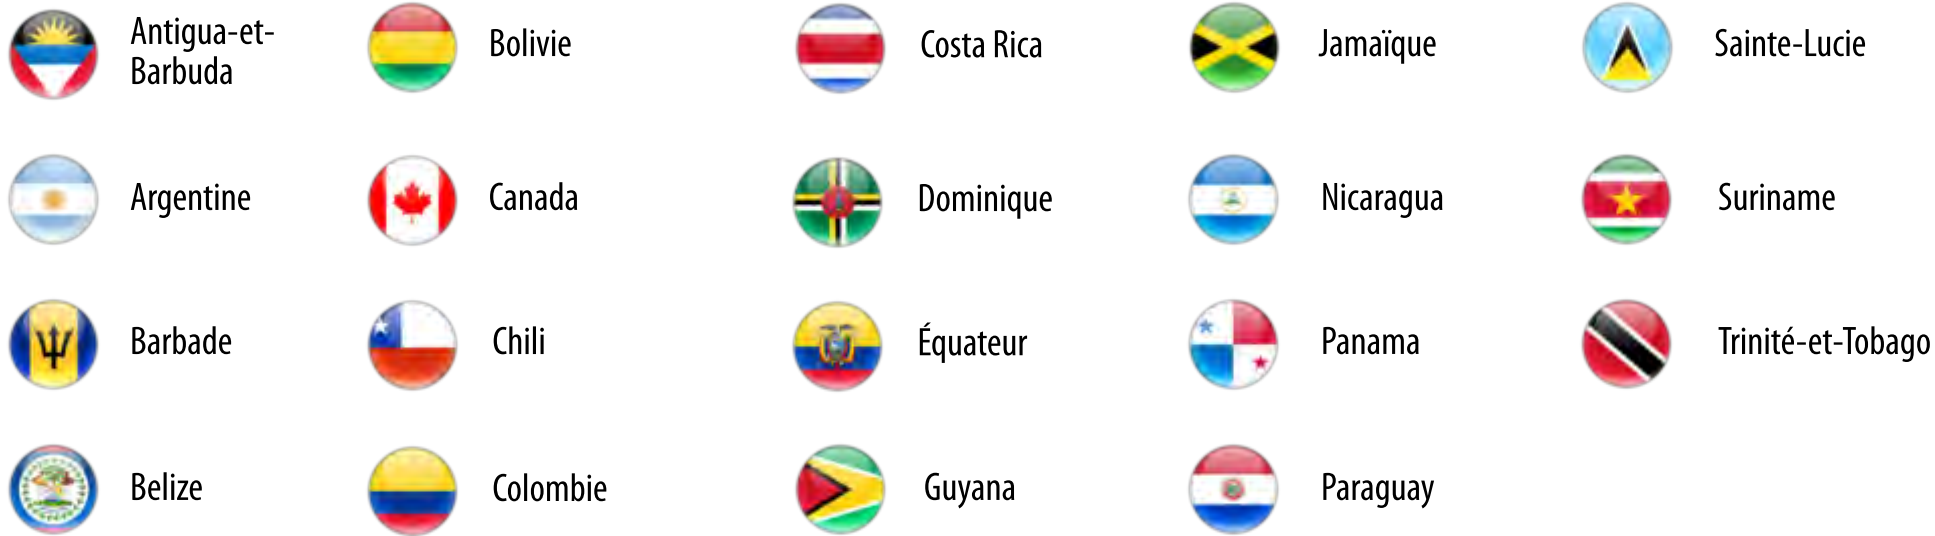 Antigua-et-
Barbuda
Argentine
Barbade
Belize
Bolivie
Canada
Chili
Colombie
Costa Rica
Dominique
Équateur
Guyana
Jamaïque
Nicaragua
Panama
Paraguay
Sainte-Lucie
Suriname
Trinité-et-Tobago